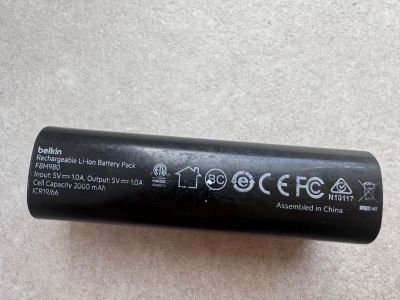 belkin
Rechargeable Li-Ion Battery Pack
F8M980
Input: 5V⎓1.0A, Output: 5V⎓1.0A
Cell Capacity 2000 mAh
ICR19/66
BC
CE FC
N10117
Assembled in China